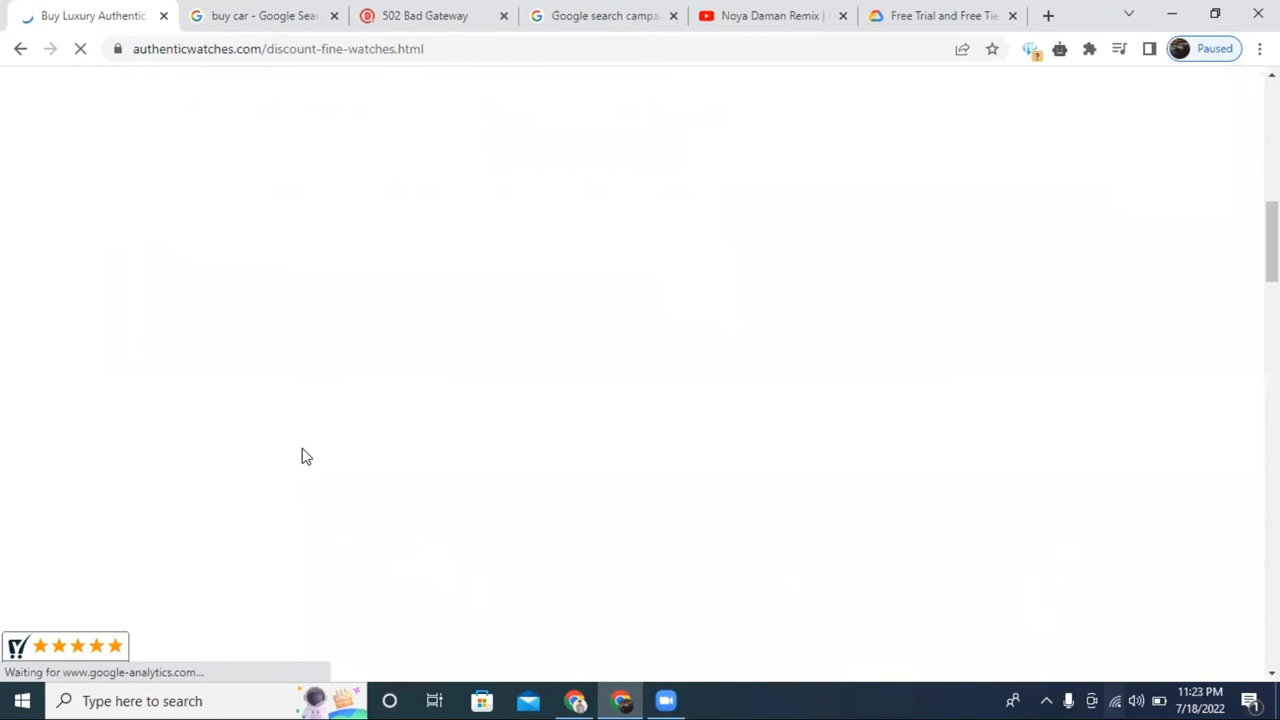 Buy Luxury Authentic
buy car - Google Sea
502 Bad Gateway
Google search campa
Noya Daman Remix |
Free Trial and Free Tie
authenticwatches.com/discount-fine-watches.html
?
Paused
Waiting for www.google-analytics.com...
Type here to search
11:23 PM
7/18/2022
1